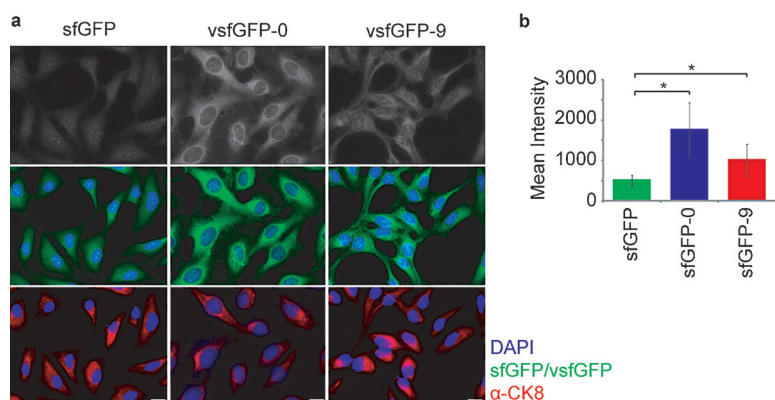 a
sfGFP
vsfGFP-0
vsfGFP-9
DAPI
sfGFP/vsfGFP
α-CK8
b
Mean Intensity
3000
2000
1000
0
*
*
sfGFP
sfGFP-0
sfGFP-9